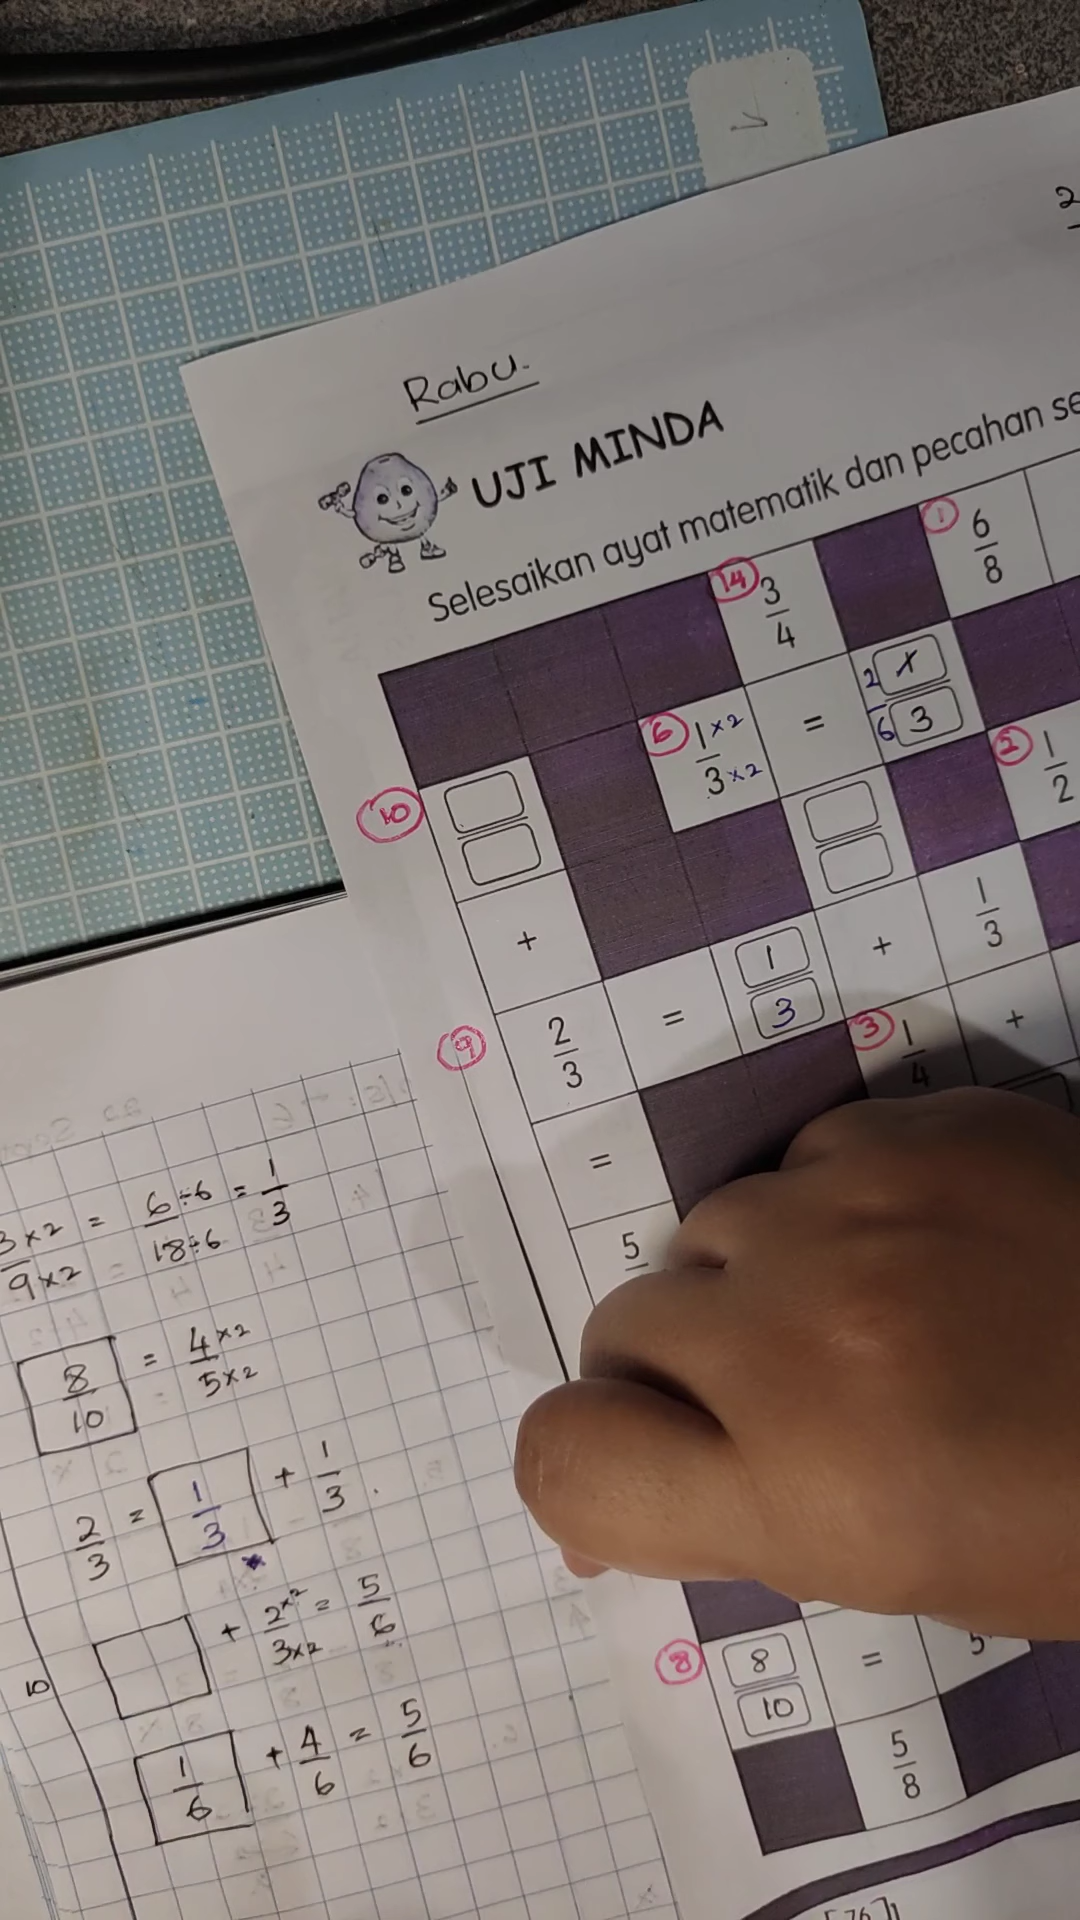 Rabu.
UJI MINDA
Selesaikan ayat matematik dan pecahan se
2
14 3/4
1 6/8
6 1×2/3×2 = 1/3 2/6
2 1/2
10
+ 1/3
9 2/3 = 1/3 +
3 1/4 +
=
5
8 8/10 = 5
5/8
3×2/9×2 = 6÷6/18÷6 = 1/3
8/10 = 4×2/5×2
2/3 = 1/3 + 1/3.
10 + 2×2/3×2 = 5/6
1/6 + 4/6 = 5/6